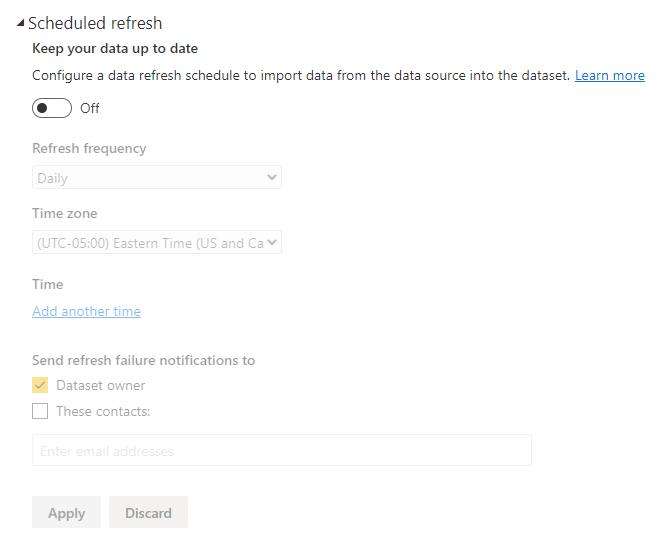 Scheduled refresh
Keep your data up to date
Configure a data refresh schedule to import data from the data source into the dataset. Learn more
Off
Refresh frequency
Daily
Time zone
(UTC-05:00) Eastern Time (US and Ca
Time
Add another time
Send refresh failure notifications to
Dataset owner
These contacts:
Enter email addresses
Apply Discard